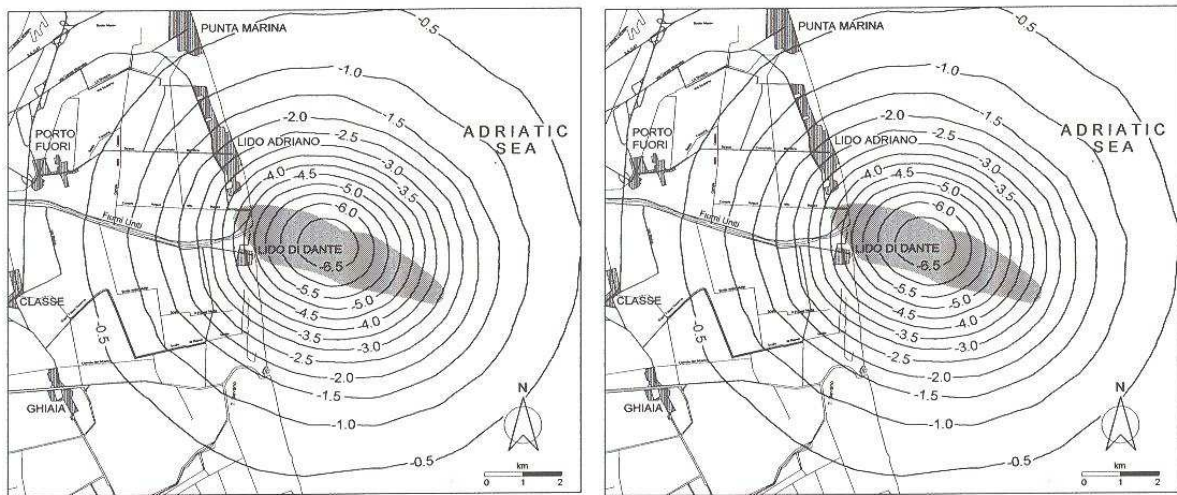 PUNTA MARINA
-0.5
-1.0
-1.5
-2.0
ADRIATIC
SEA
PORTO
FUORI
LIDO ADRIANO
-2.5
-3.0
-3.5
-4.0
-4.5
-5.0
-6.0
Fiumi Uniti
LIDO DI DANTE
-6.5
CLASSE
-5.5
-5.0
-4.5
-4.0
-3.5
-3.0
-0.5
-2.5
-2.0
-1.5
GHIAIA
-1.0
-0.5
N
km
0 1 2
PUNTA MARINA
-0.5
-1.0
-1.5
-2.0
ADRIATIC
SEA
PORTO
FUORI
LIDO ADRIANO
-2.5
-3.0
-3.5
-4.0
-4.5
-5.0
-6.0
Fiumi Uniti
LIDO DI DANTE
-6.5
CLASSE
-5.5
-5.0
-4.5
-4.0
-3.5
-3.0
-0.5
-2.5
-2.0
-1.5
GHIAIA
-1.0
-0.5
N
km
0 1 2